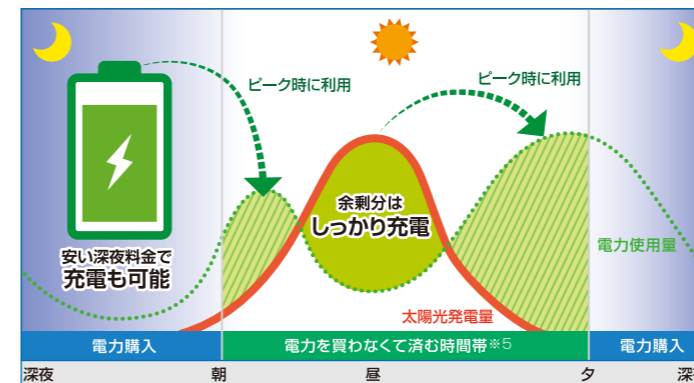 ピーク時に利用
ピーク時に利用
余剰分は
しっかり充電
安い深夜料金で
充電も可能
電力使用量
太陽光発電量
電力購入
電力を買わなくて済む時間帯※5
電力購入
深夜
朝
昼
夕
深